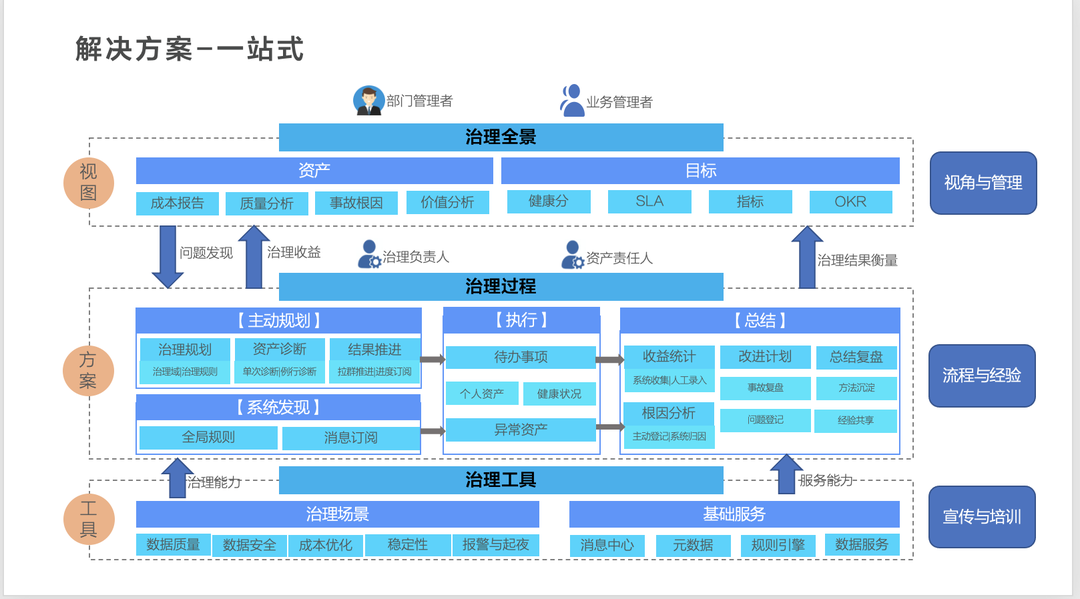 解决方案–一站式
部门管理者
业务管理者
治理全景
视图
资产
目标
成本报告
质量分析
事故根因
价值分析
健康分
SLA
指标
OKR
视角与管理
问题发现
治理收益
治理负责人
资产责任人
治理结果衡量
治理过程
方案
【 主动规划 】
治理规划
资产诊断
结果推进
治理域|治理规则
单次诊断|例行诊断
拉群推进|进度订阅
【 系统发现 】
全局规则
消息订阅
【 执行 】
待办事项
个人资产
健康状况
异常资产
【 总结 】
收益统计
改进计划
总结复盘
系统收集|人工录入
事故复盘
方法沉淀
根因分析
问题登记
经验共享
主动登记|系统归因
流程与经验
治理能力
服务能力
治理工具
工具
治理场景
基础服务
数据质量
数据安全
成本优化
稳定性
报警与起夜
消息中心
元数据
规则引擎
数据服务
宣传与培训